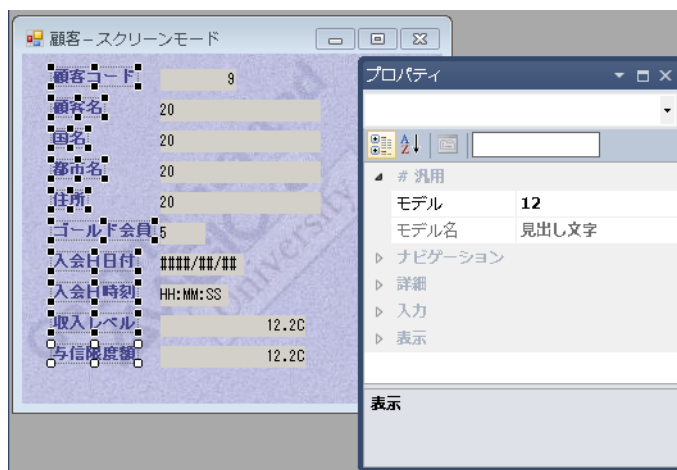 顧客－スクリーンモード
顧客コード 9
顧客名 20
国名 20
都市名 20
住所 20
ゴールド会員 5
入会日日付 ####/##/##
入会日時刻 HH:MM:SS
収入レベル 12.2C
与信限度額 12.2C
プロパティ
# 汎用
モデル 12
モデル名 見出し文字
ナビゲーション
詳細
入力
表示
表示